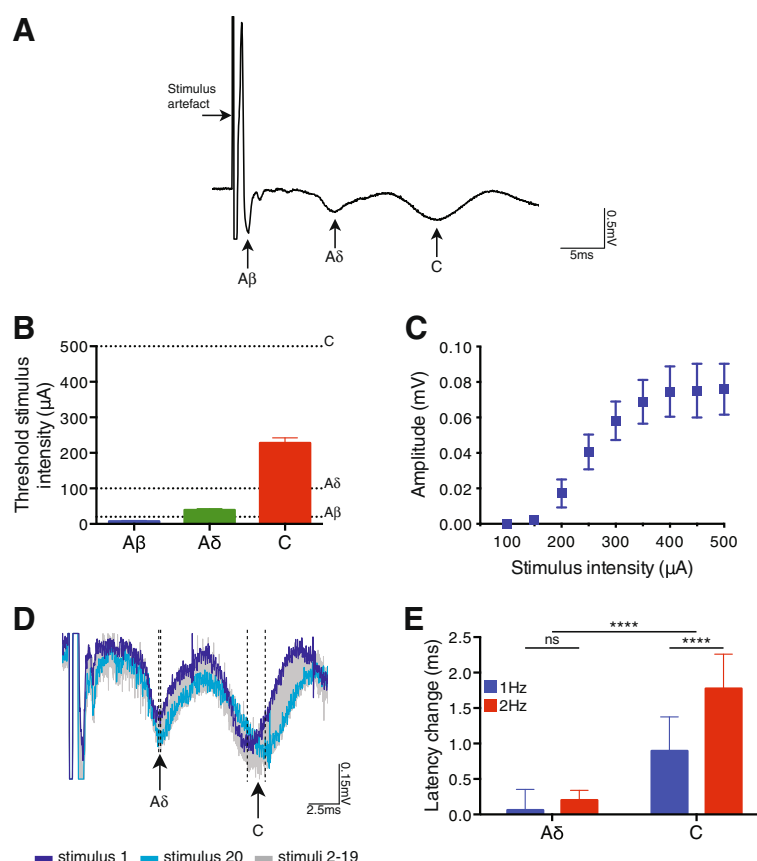 A
Stimulus
artefact
Aβ
Aδ
C
0.5mV
5ms
B
Threshold stimulus
intensity (µA)
500
400
300
200
100
0
C
Aδ
Aβ
Aβ
Aδ
C
C
Amplitude (mV)
0.10
0.08
0.06
0.04
0.02
0.00
100
200
300
400
500
Stimulus intensity (µA)
D
Aδ
C
0.15mV
2.5ms
stimulus 1
stimulus 20
stimuli 2-19
E
Latency change (ms)
2.5
2.0
1.5
1.0
0.5
0.0
1Hz
2Hz
ns
****
****
Aδ
C